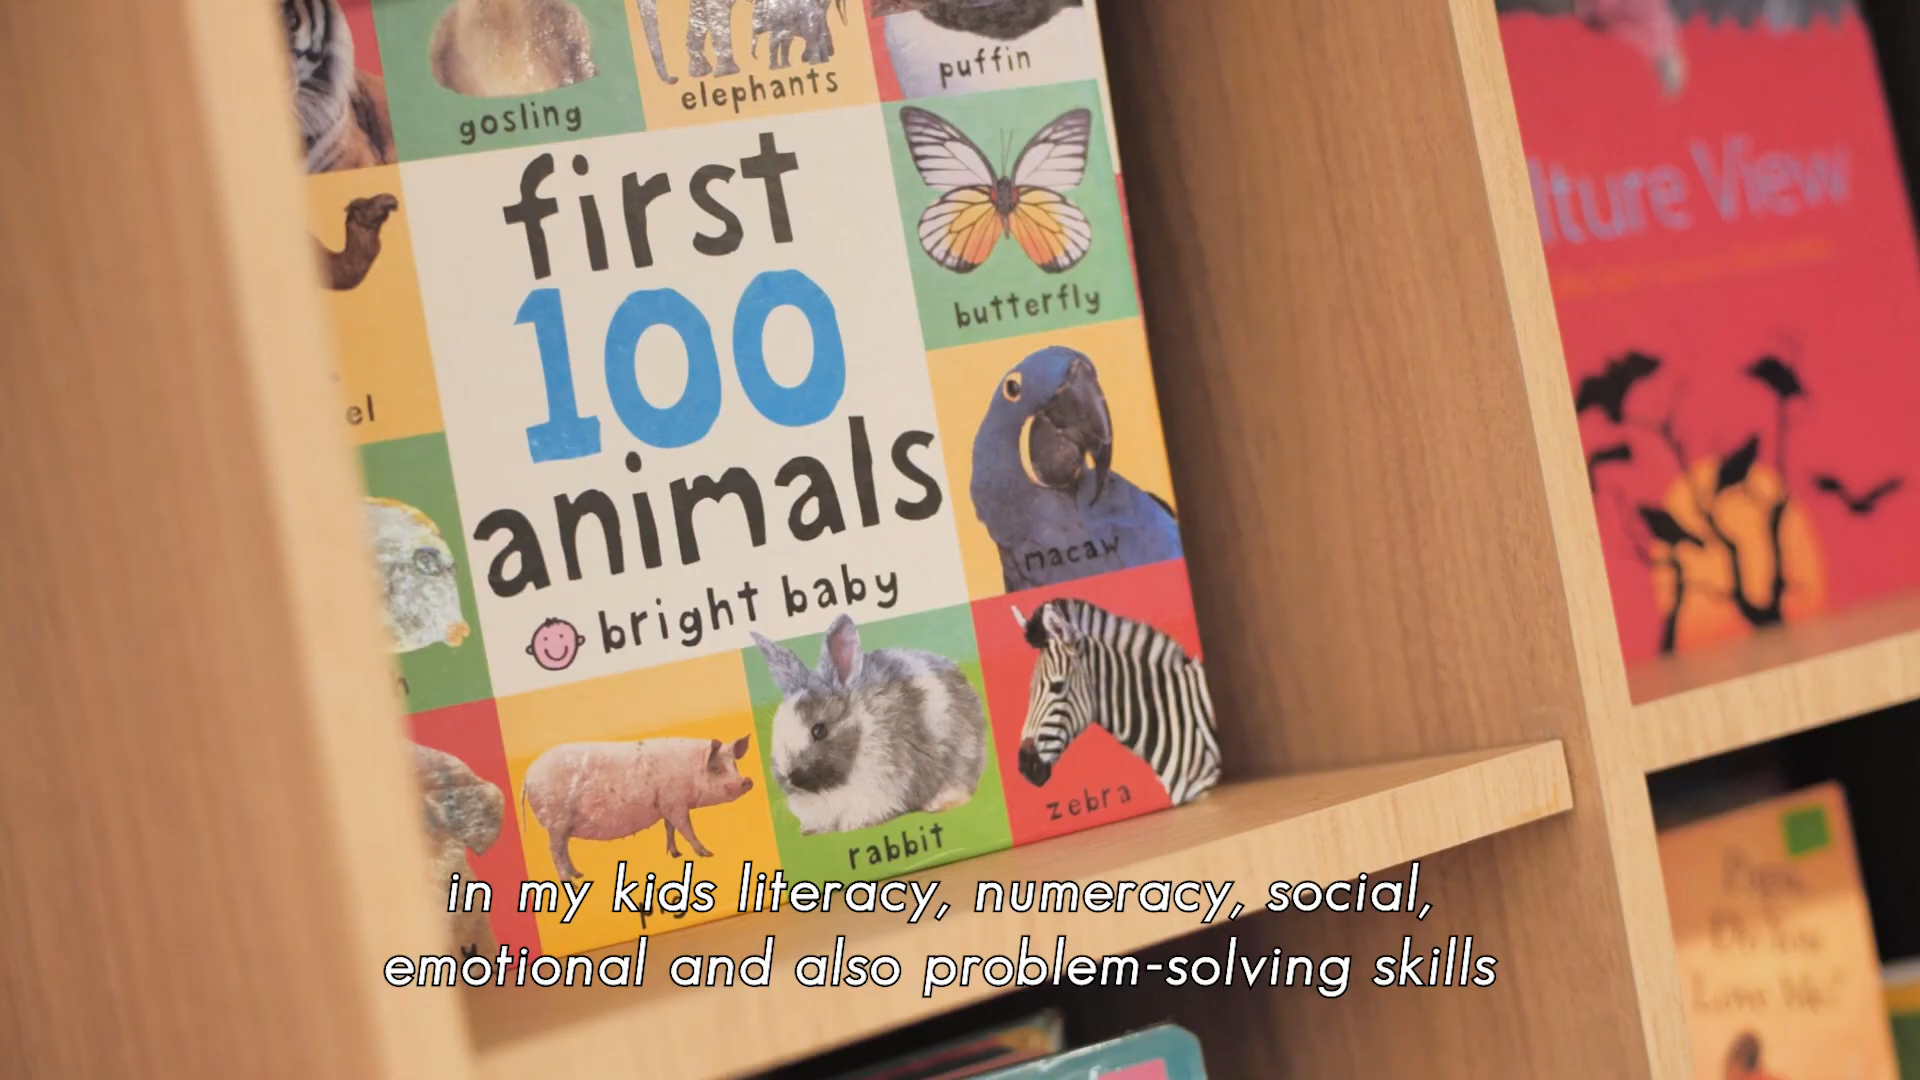 puffin
elephants
gosling
first
100
animals
bright baby
butterfly
el
macaw
zebra
rabbit
lture View
in my kids literacy, numeracy, social,
emotional and also problem-solving skills